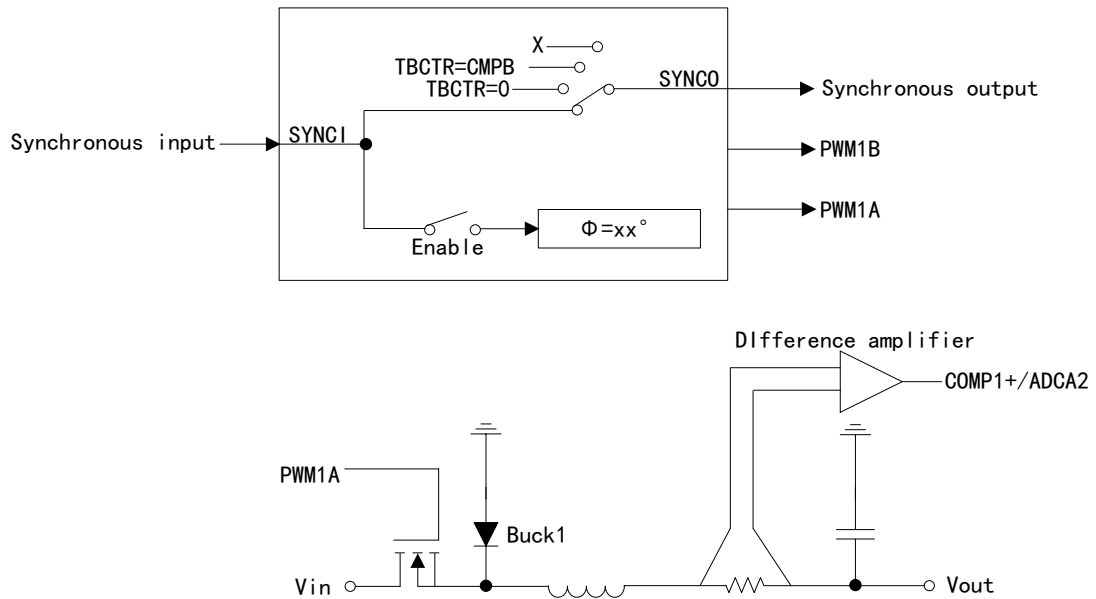 X
TBCTR=CMPB
TBCTR=0
SYNCO
Synchronous output
Synchronous input
SYNCI
PWM1B
PWM1A
Enable
Φ=xx°
DIfference amplifier
COMP1+/ADCA2
PWM1A
Buck1
Vin
Vout